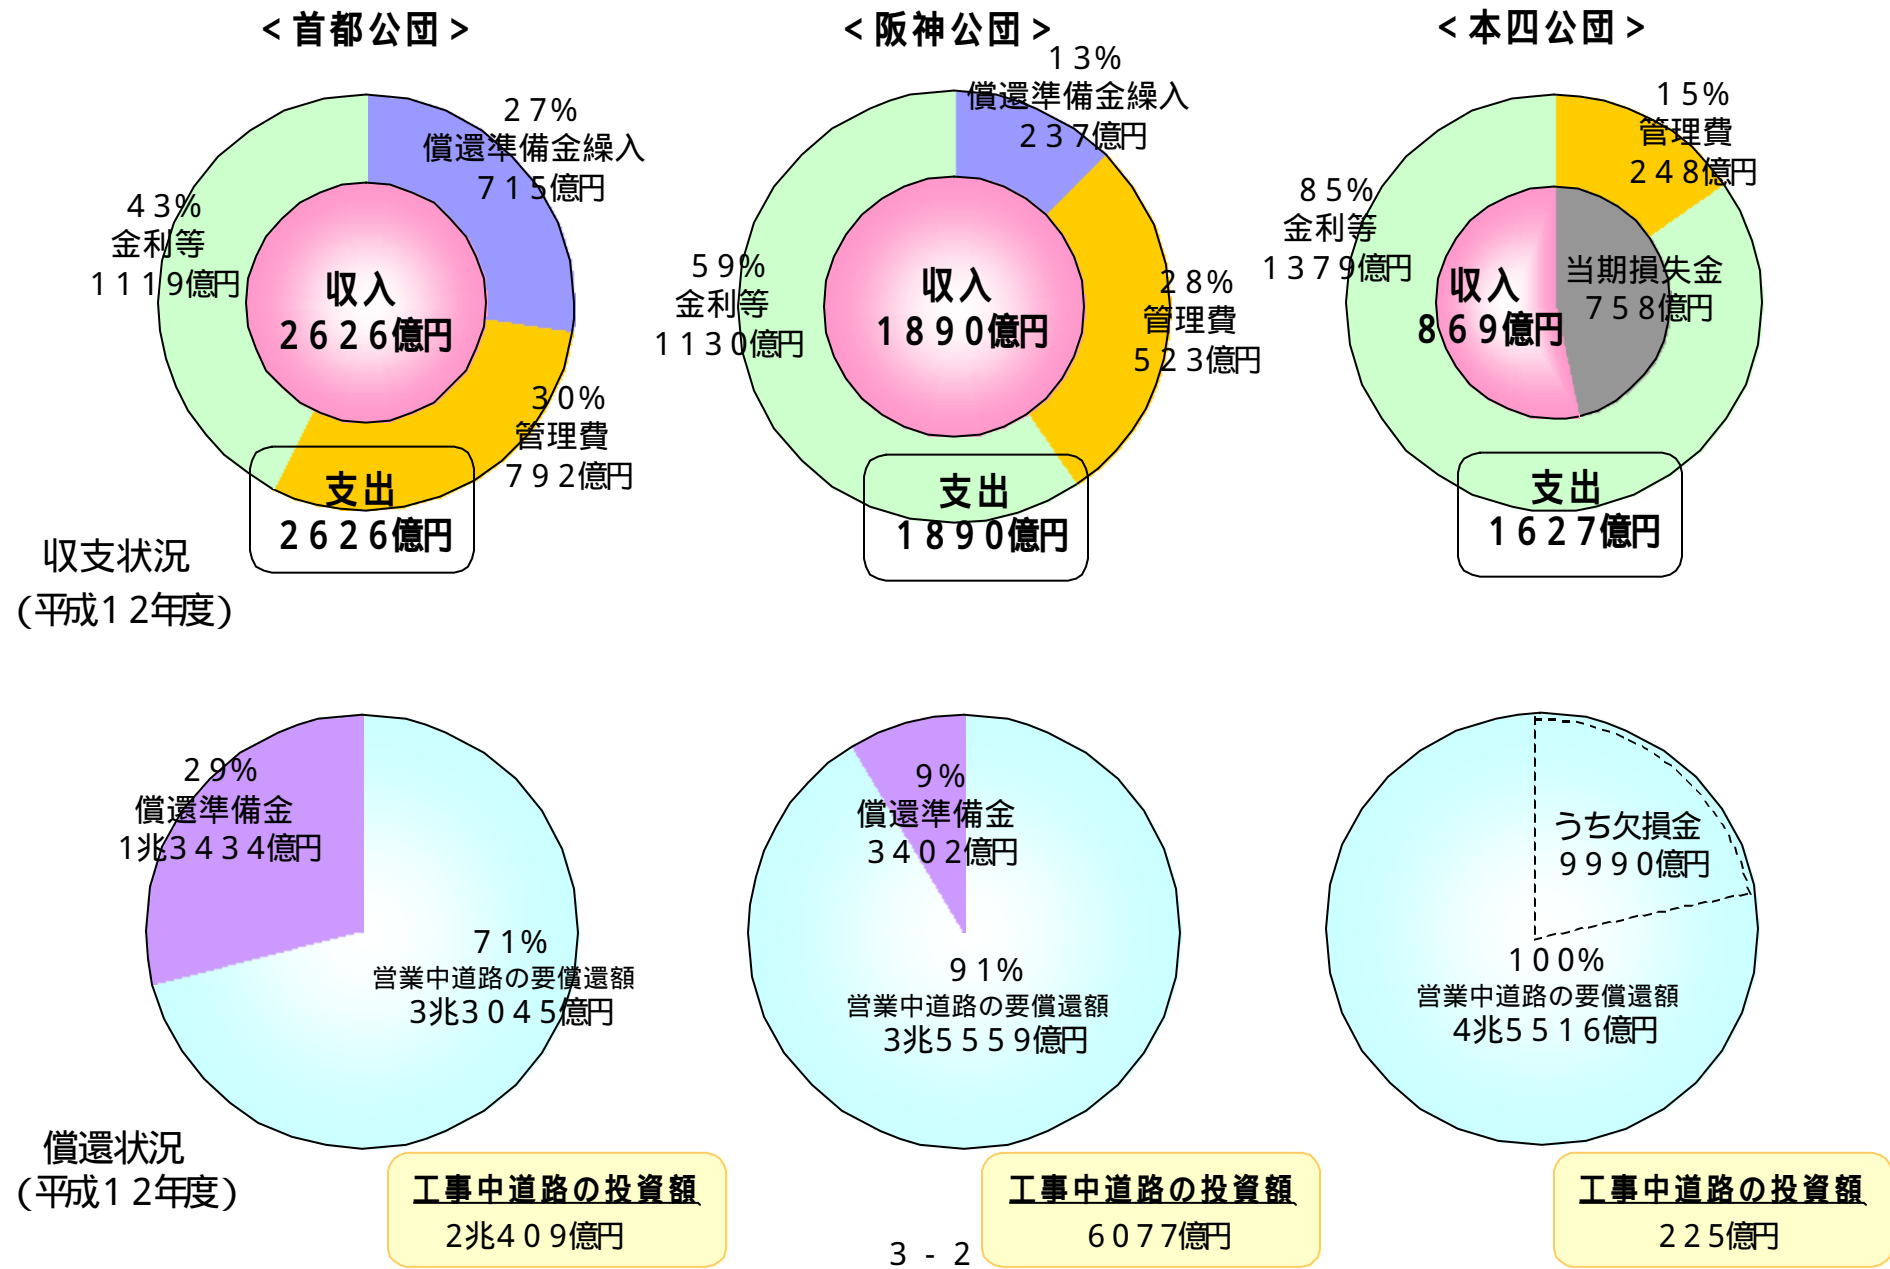 ＜首都公団＞
２７％
償還準備金繰入
７１５億円
４３％
金利等
１１１９億円
収入
２６２６億円
３０％
管理費
７９２億円
支出
２６２６億円
＜阪神公団＞
１３％
償還準備金繰入
２３７億円
５９％
金利等
１１３０億円
収入
１８９０億円
２８％
管理費
５２３億円
支出
１８９０億円
＜本四公団＞
１５％
管理費
２４８億円
８５％
金利等
１３７９億円
収入
８６９億円
当期損失金
７５８億円
支出
１６２７億円
収支状況
（平成１２年度）
２９％
償還準備金
１兆３４３４億円
７１％
営業中道路の要償還額
３兆３０４５億円
９％
償還準備金
３４０２億円
９１％
営業中道路の要償還額
３兆５５５９億円
うち欠損金
９９９０億円
１００％
営業中道路の要償還額
４兆５５１６億円
償還状況
（平成１２年度）
工事中道路の投資額
２兆４０９億円
工事中道路の投資額
６０７７億円
工事中道路の投資額
２２５億円
３－２